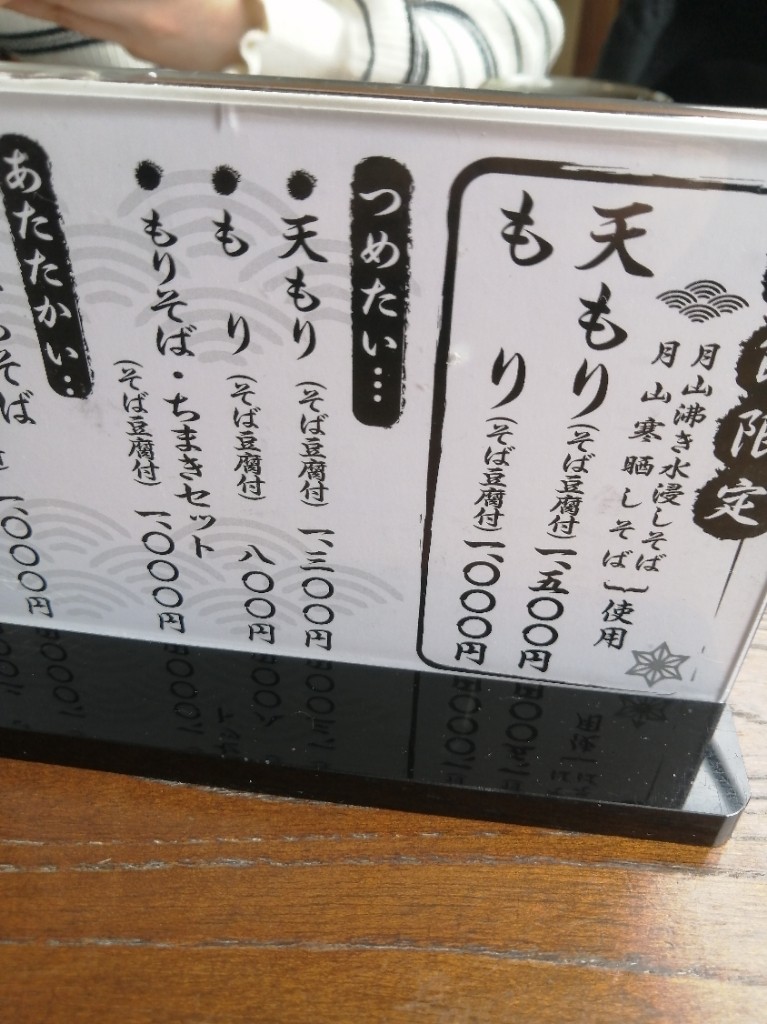 限定
月山沸き水浸しそば
月山寒晒しそば
使用
天もり(そば豆腐付)一、五〇〇円
もり(そば豆腐付)一、〇〇〇円
つめたい…
●天もり(そば豆腐付)一、三〇〇円
●もり(そば豆腐付)八〇〇円
●もりそば・ちまきセット
(そば豆腐付)一、〇〇〇円
あたたかい…
そば
一、〇〇〇円